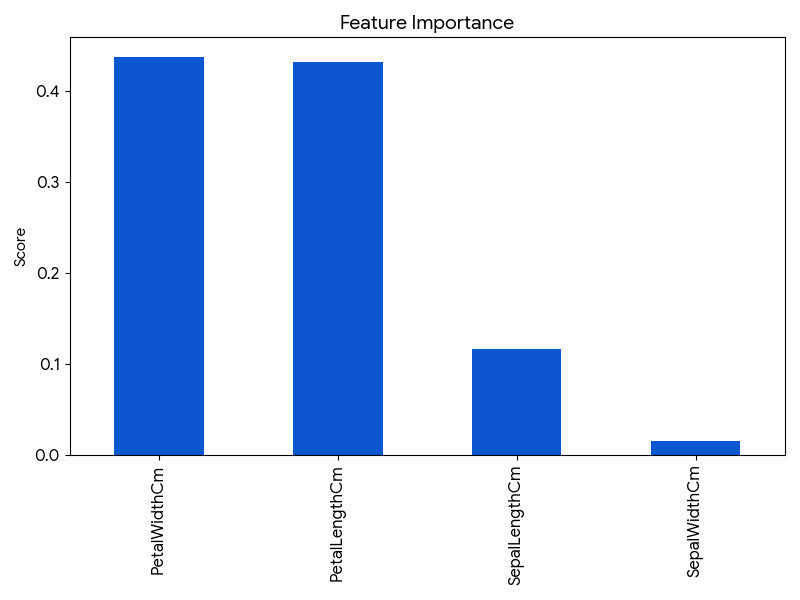 Feature Importance
Score
0.4
0.3
0.2
0.1
0.0
PetalWidthCm
PetalLengthCm
SepalLengthCm
SepalWidthCm